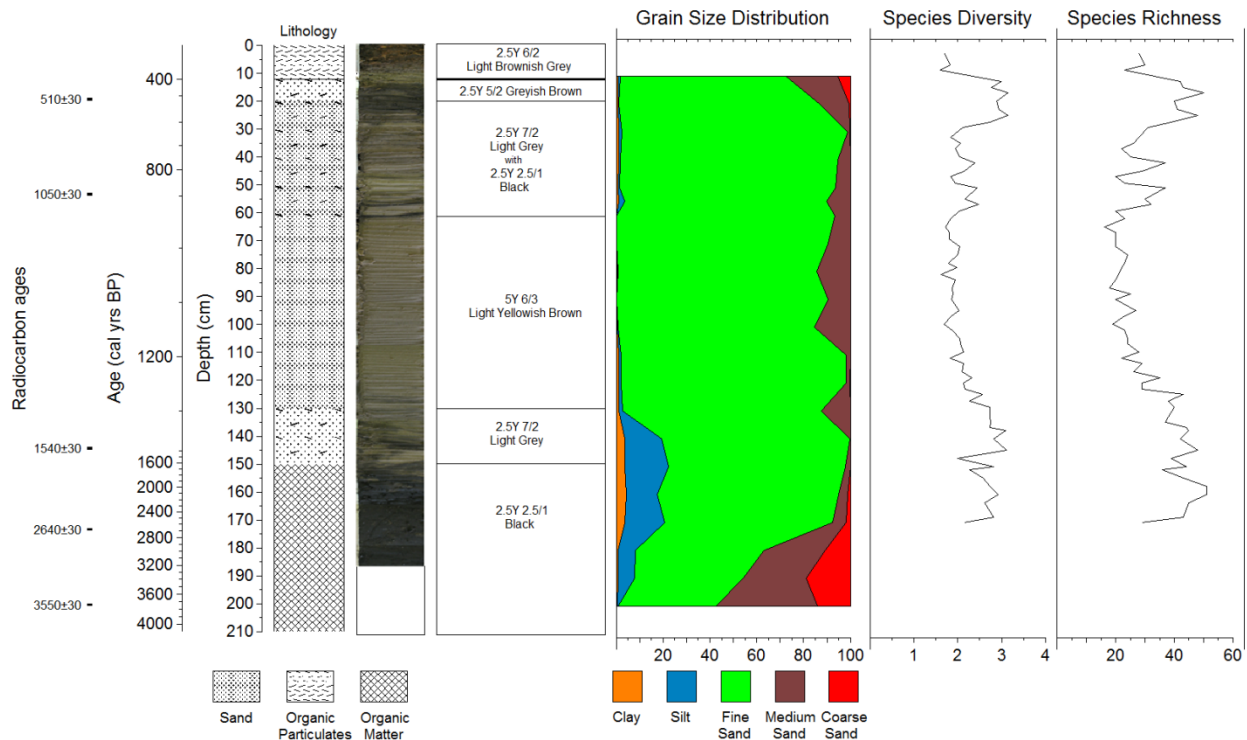 Grain Size Distribution
Species Diversity
Species Richness
Lithology
Radiocarbon ages
510±30
1050±30
1540±30
2640±30
3550±30
Age (cal yrs BP)
400
800
1200
1600
2000
2400
2800
3200
3600
4000
Depth (cm)
0
10
20
30
40
50
60
70
80
90
100
110
120
130
140
150
160
170
180
190
200
210
2.5Y 6/2
Light Brownish Grey
2.5Y 5/2 Greyish Brown
2.5Y 7/2
Light Grey
with
2.5Y 2.5/1
Black
5Y 6/3
Light Yellowish Brown
2.5Y 7/2
Light Grey
2.5Y 2.5/1
Black
20 40 60 80 100
1 2 3 4
20 40 60
Sand
Organic
Particulates
Organic
Matter
Clay
Silt
Fine
Sand
Medium
Sand
Coarse
Sand